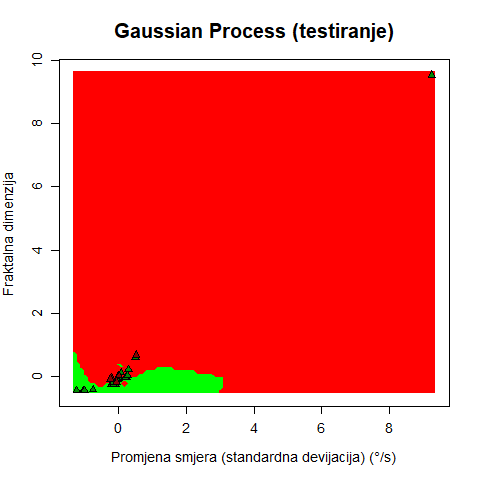 Gaussian Process (testiranje)
Fraktalna dimenzija
10
8
6
4
2
0
0 2 4 6 8
Promjena smjera (standardna devijacija) (°/s)